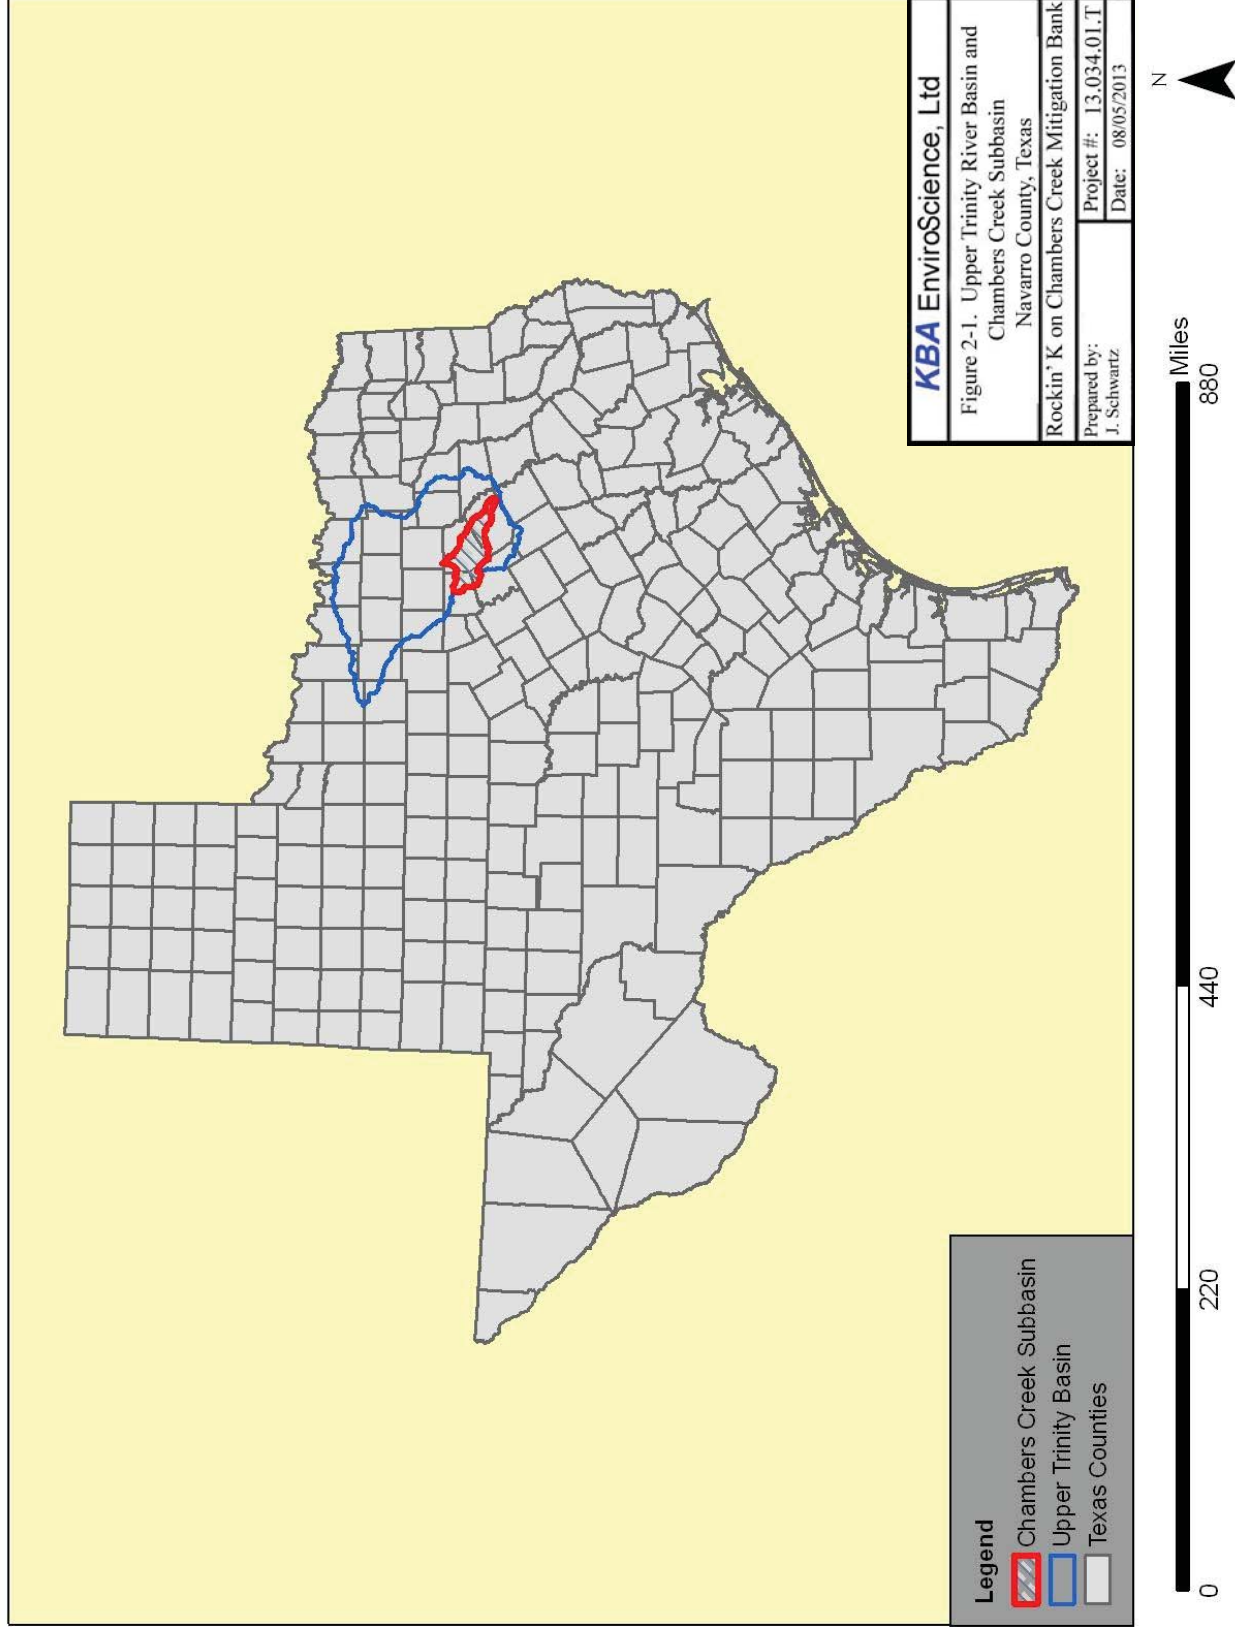 KBA EnviroScience, Ltd
Figure 2-1. Upper Trinity River Basin and
Chambers Creek Subbasin
Navarro County, Texas
Rockin' K on Chambers Creek Mitigation Bank
Prepared by:
J. Schwartz
Project #: 13.034.01.T
Date: 08/05/2013
Legend
Chambers Creek Subbasin
Upper Trinity Basin
Texas Counties
0
220
440
880
Miles
N